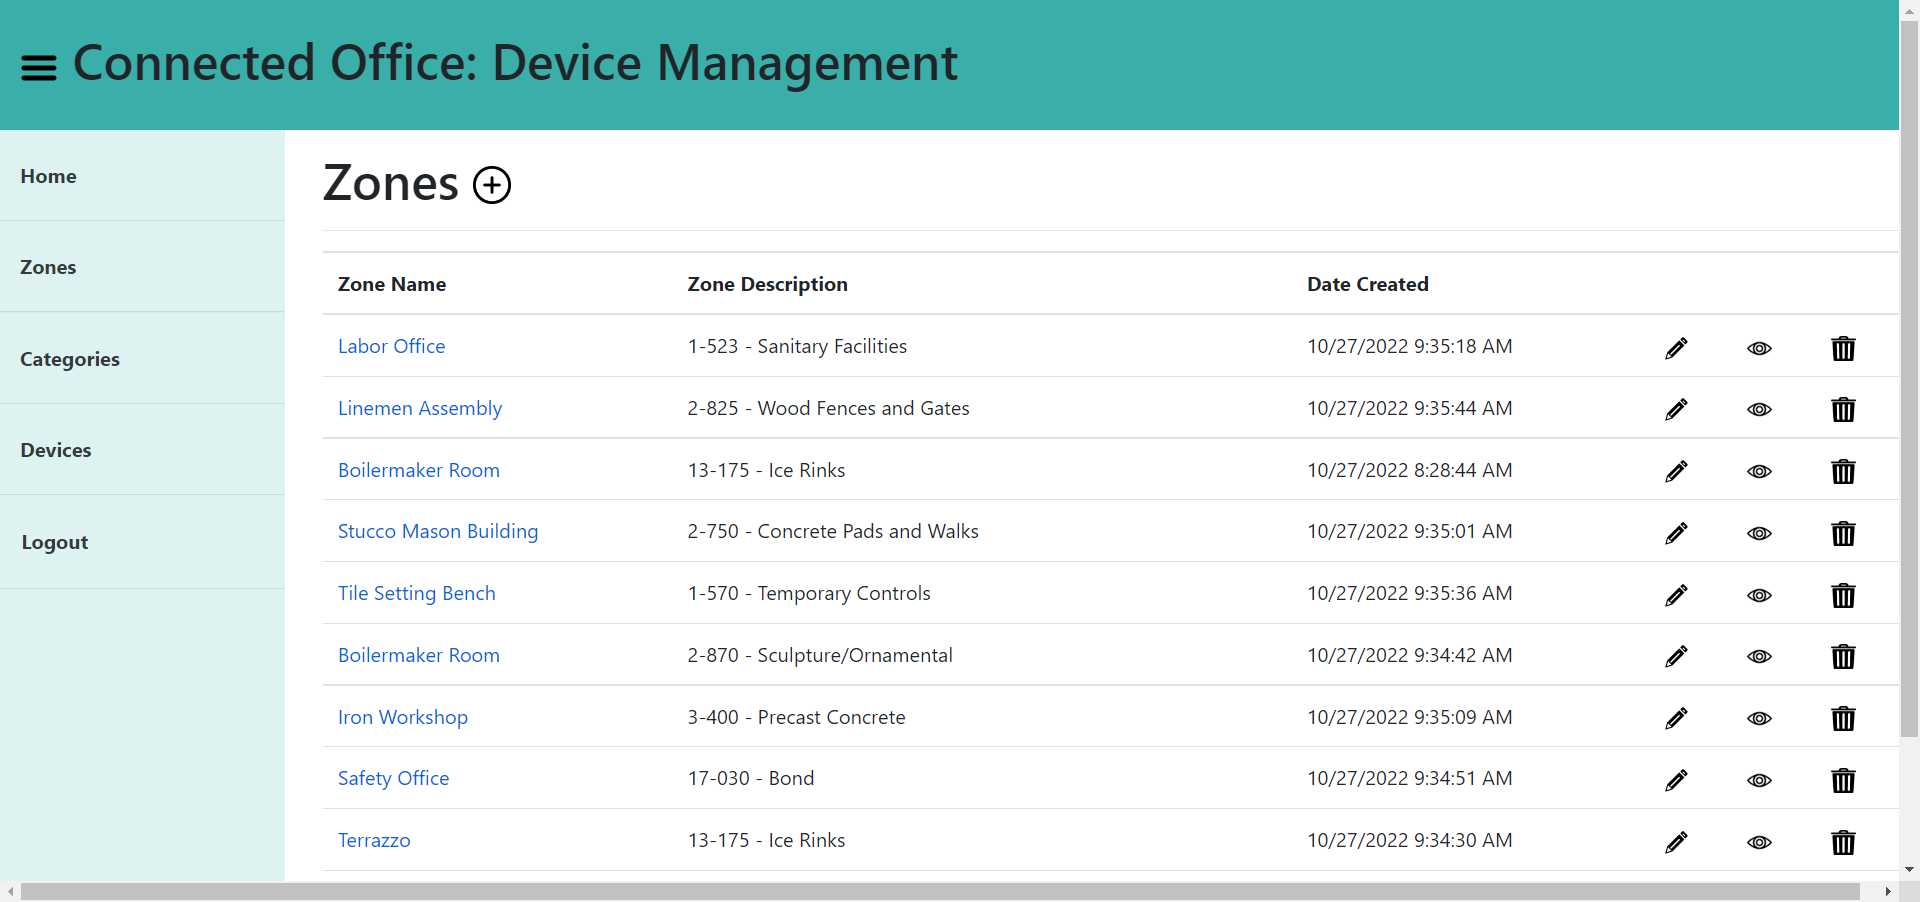 Connected Office: Device Management
Home
Zones
Categories
Devices
Logout
Zones
Zone Name Zone Description Date Created
Labor Office 1-523 - Sanitary Facilities 10/27/2022 9:35:18 AM
Linemen Assembly 2-825 - Wood Fences and Gates 10/27/2022 9:35:44 AM
Boilermaker Room 13-175 - Ice Rinks 10/27/2022 8:28:44 AM
Stucco Mason Building 2-750 - Concrete Pads and Walks 10/27/2022 9:35:01 AM
Tile Setting Bench 1-570 - Temporary Controls 10/27/2022 9:35:36 AM
Boilermaker Room 2-870 - Sculpture/Ornamental 10/27/2022 9:34:42 AM
Iron Workshop 3-400 - Precast Concrete 10/27/2022 9:35:09 AM
Safety Office 17-030 - Bond 10/27/2022 9:34:51 AM
Terrazzo 13-175 - Ice Rinks 10/27/2022 9:34:30 AM